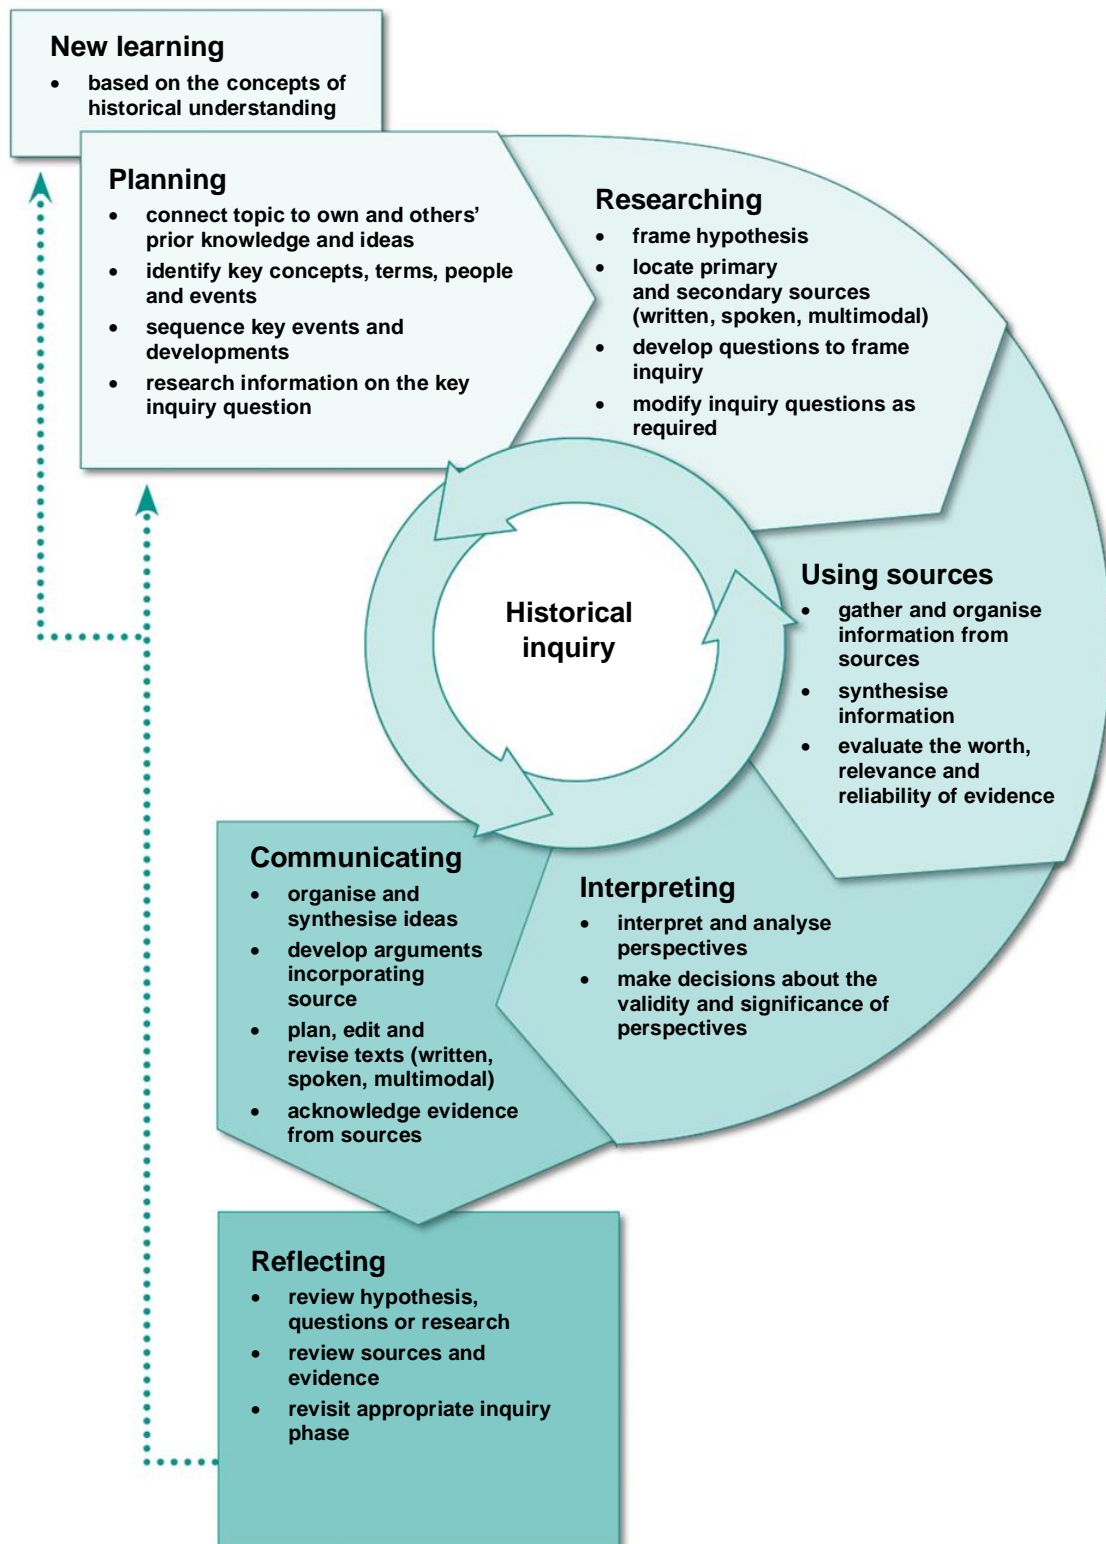 New learning
• based on the concepts of
historical understanding
Planning
• connect topic to own and others'
prior knowledge and ideas
• identify key concepts, terms, people
and events
• sequence key events and
developments
• research information on the key
inquiry question
Researching
• frame hypothesis
• locate primary
and secondary sources
(written, spoken, multimodal)
• develop questions to frame
inquiry
• modify inquiry questions as
required
Historical
inquiry
Using sources
• gather and organise
information from
sources
• synthesise
information
• evaluate the worth,
relevance and
reliability of evidence
Interpreting
• interpret and analyse
perspectives
• make decisions about the
validity and significance of
perspectives
Communicating
• organise and
synthesise ideas
• develop arguments
incorporating
source
• plan, edit and
revise texts (written,
spoken, multimodal)
• acknowledge evidence
from sources
Reflecting
• review hypothesis,
questions or research
• review sources and
evidence
• revisit appropriate inquiry
phase